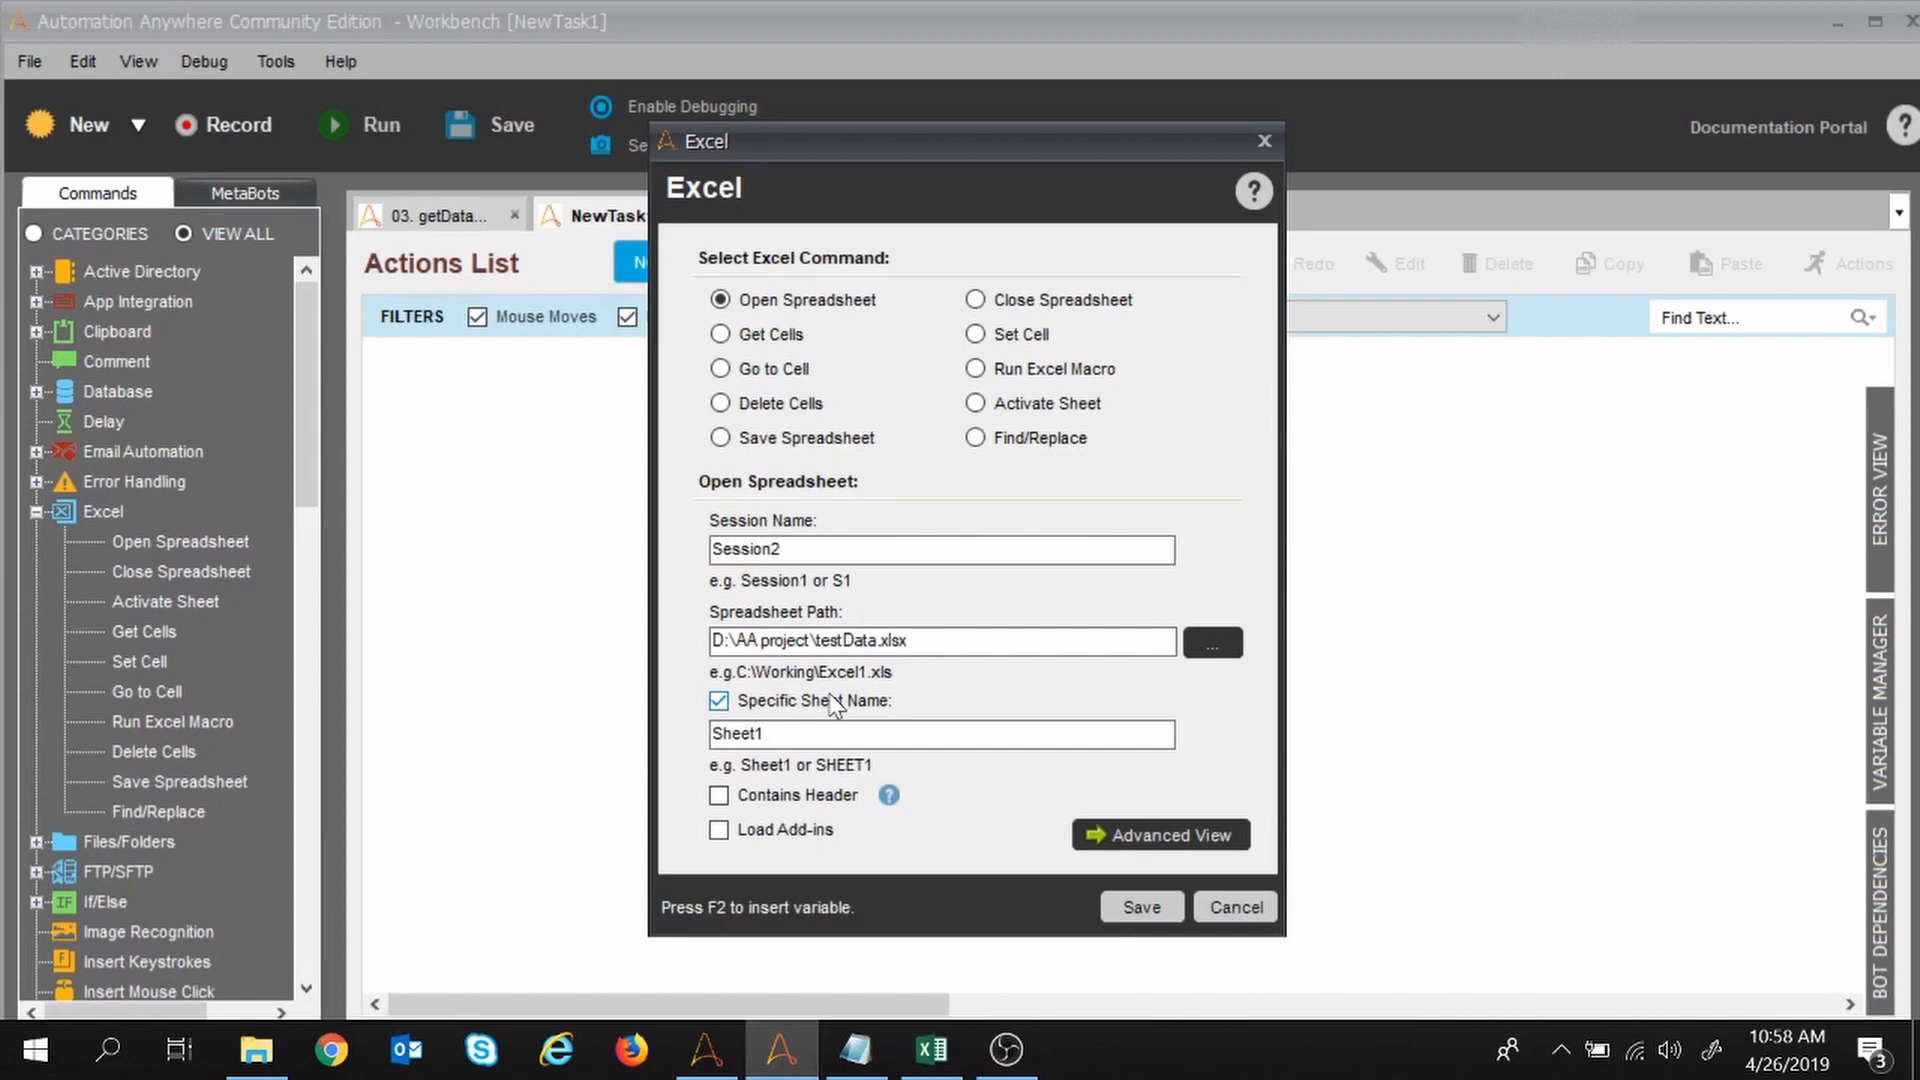 Automation Anywhere Community Edition - Workbench [NewTask1]
File Edit View Debug Tools Help
New Record Run Save
Enable Debugging
Se
Documentation Portal ?
Commands MetaBots
CATEGORIES VIEW ALL
Active Directory
App Integration
Clipboard
Comment
Database
Delay
Email Automation
Error Handling
Excel
Open Spreadsheet
Close Spreadsheet
Activate Sheet
Get Cells
Set Cell
Go to Cell
Run Excel Macro
Delete Cells
Save Spreadsheet
Find/Replace
Files/Folders
FTP/SFTP
IF If/Else
Image Recognition
Insert Keystrokes
Insert Mouse Click
03. getData... NewTask
Actions List N
Redo Edit Delete Copy Paste Actions
FILTERS Mouse Moves
Find Text...
Excel
Excel ?
Select Excel Command:
Open Spreadsheet Close Spreadsheet
Get Cells Set Cell
Go to Cell Run Excel Macro
Delete Cells Activate Sheet
Save Spreadsheet Find/Replace
Open Spreadsheet:
Session Name:
Session2
e.g. Session1 or S1
Spreadsheet Path:
D:\AA project\testData.xlsx ...
e.g.C:\Working\Excel1.xls
Specific Sheet Name:
Sheet1
e.g. Sheet1 or SHEET1
Contains Header ?
Load Add-ins
Advanced View
Press F2 to insert variable. Save Cancel
ERROR VIEW
VARIABLE MANAGER
BOT DEPENDENCIES
10:58 AM
4/26/2019
3